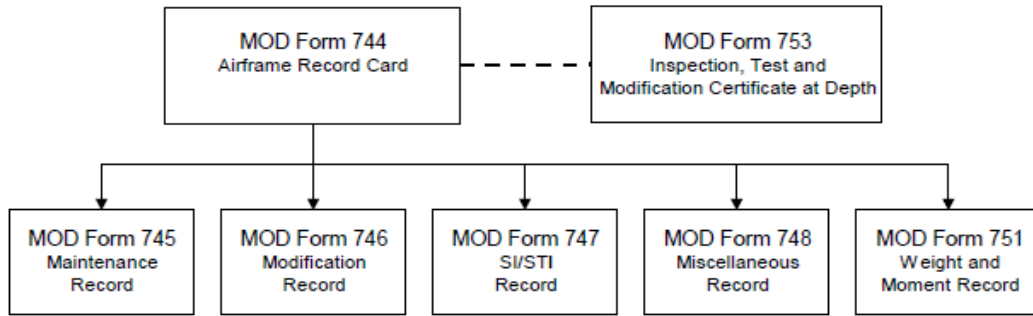 MOD Form 744
Airframe Record Card
MOD Form 753
Inspection, Test and
Modification Certificate at Depth
MOD Form 745
Maintenance
Record
MOD Form 746
Modification
Record
MOD Form 747
SI/STI
Record
MOD Form 748
Miscellaneous
Record
MOD Form 751
Weight and
Moment Record